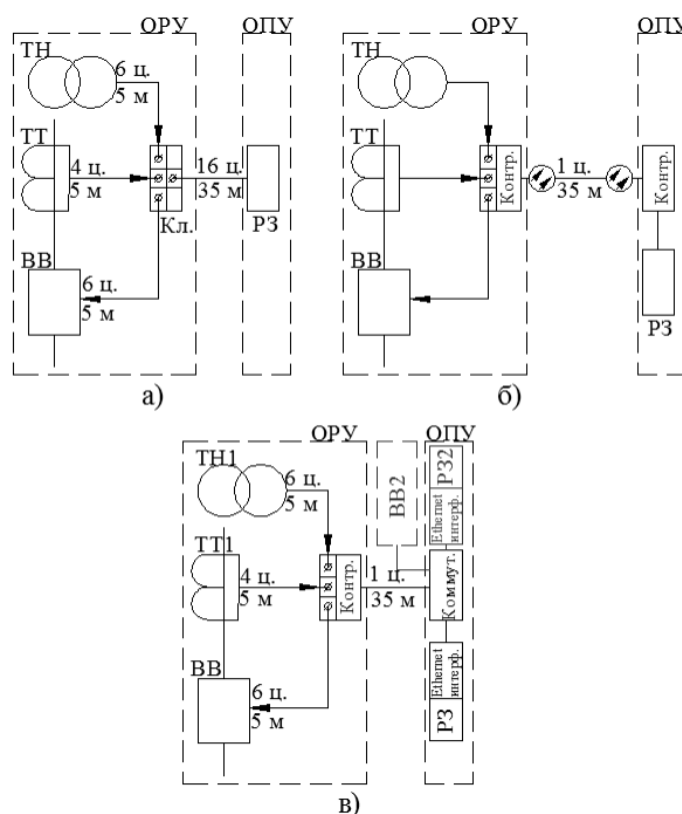 ОРУ
ОПУ
ТН
6 ц.
5 м
ТТ
4 ц.
5 м
16 ц.
35 м
Кл.
РЗ
ВВ
6 ц.
5 м
а)
ОРУ
ОПУ
ТН
ТТ
Контр.
1 ц.
35 м
Контр.
ВВ
РЗ
б)
ОРУ
ОПУ
ТН1
6 ц.
5 м
ВВ2
РЗ2
Ethernet
интерф.
ТТ1
4 ц.
5 м
Контр.
1 ц.
35 м
Коммут.
ВВ
6 ц.
5 м
Ethernet
интерф.
РЗ
в)